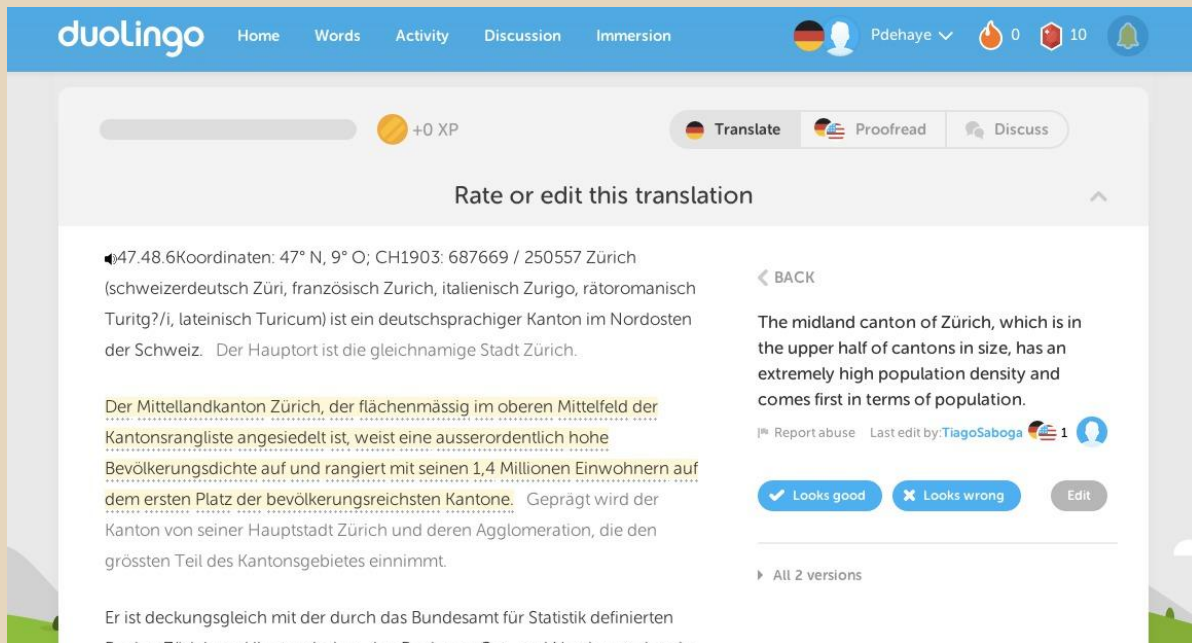 duolingo Home Words Activity Discussion Immersion Pdehaye 0 10
+0 XP Translate Proofread Discuss
Rate or edit this translation
47.48.6Koordinaten: 47° N, 9° O; CH1903: 687669 / 250557 Zürich
(schweizerdeutsch Züri, französisch Zurich, italienisch Zurigo, rätoromanisch
Turitg?/i, lateinisch Turicum) ist ein deutschsprachiger Kanton im Nordosten
der Schweiz. Der Hauptort ist die gleichnamige Stadt Zürich.
Der Mittellandkanton Zürich, der flächenmässig im oberen Mittelfeld der
Kantonsrangliste angesiedelt ist, weist eine ausserordentlich hohe
Bevölkerungsdichte auf und rangiert mit seinen 1,4 Millionen Einwohnern auf
dem ersten Platz der bevölkerungsreichsten Kantone. Geprägt wird der
Kanton von seiner Hauptstadt Zürich und deren Agglomeration, die den
grössten Teil des Kantonsgebietes einnimmt.
Er ist deckungsgleich mit der durch das Bundesamt für Statistik definierten
BACK
The midland canton of Zürich, which is in
the upper half of cantons in size, has an
extremely high population density and
comes first in terms of population.
Report abuse Last edit by:TiagoSaboga 1
Looks good Looks wrong Edit
All 2 versions